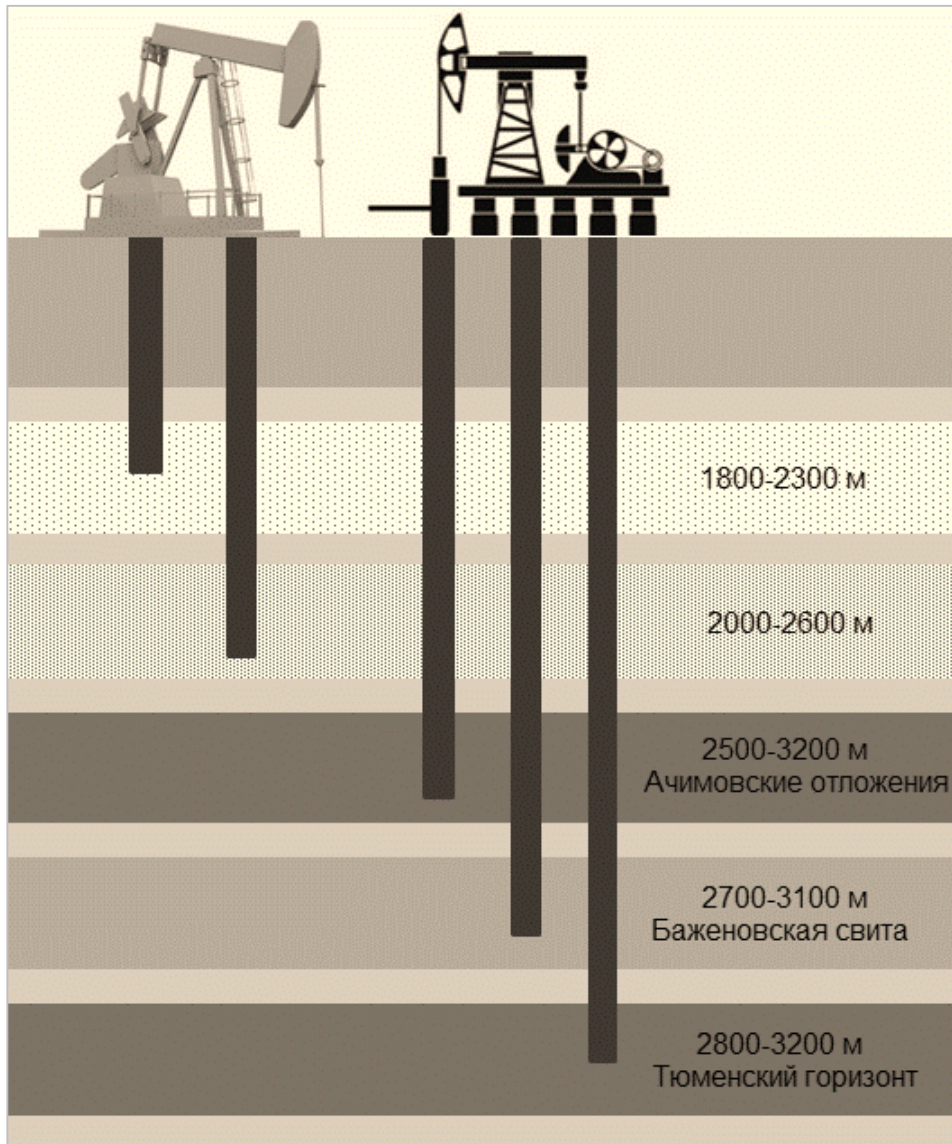 1800-2300 м
2000-2600 м
2500-3200 м
Ачимовские отложения
2700-3100 м
Баженовская свита
2800-3200 м
Тюменский горизонт